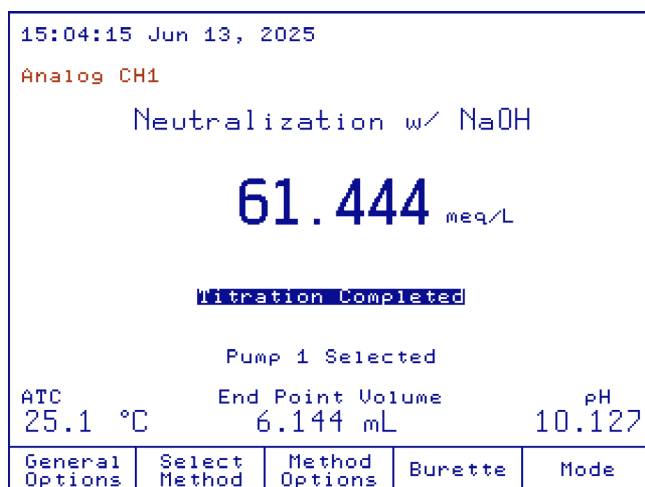 15:04:15 Jun 13, 2025
Analog CH1
Neutralization w/ NaOH
61.444 meq/L
Titration Completed
Pump 1 Selected
ATC End Point Volume pH
25.1 °C 6.144 mL 10.127
General Select Method
Options Method Options Burette Mode